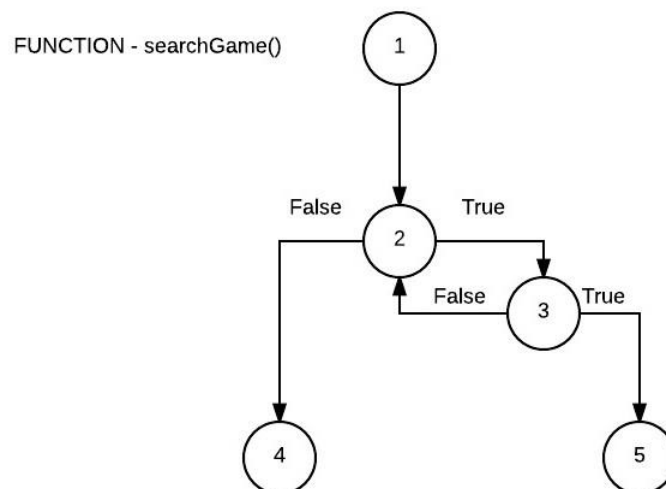 FUNCTION - searchGame()
1
False
True
2
False
3
True
4
5